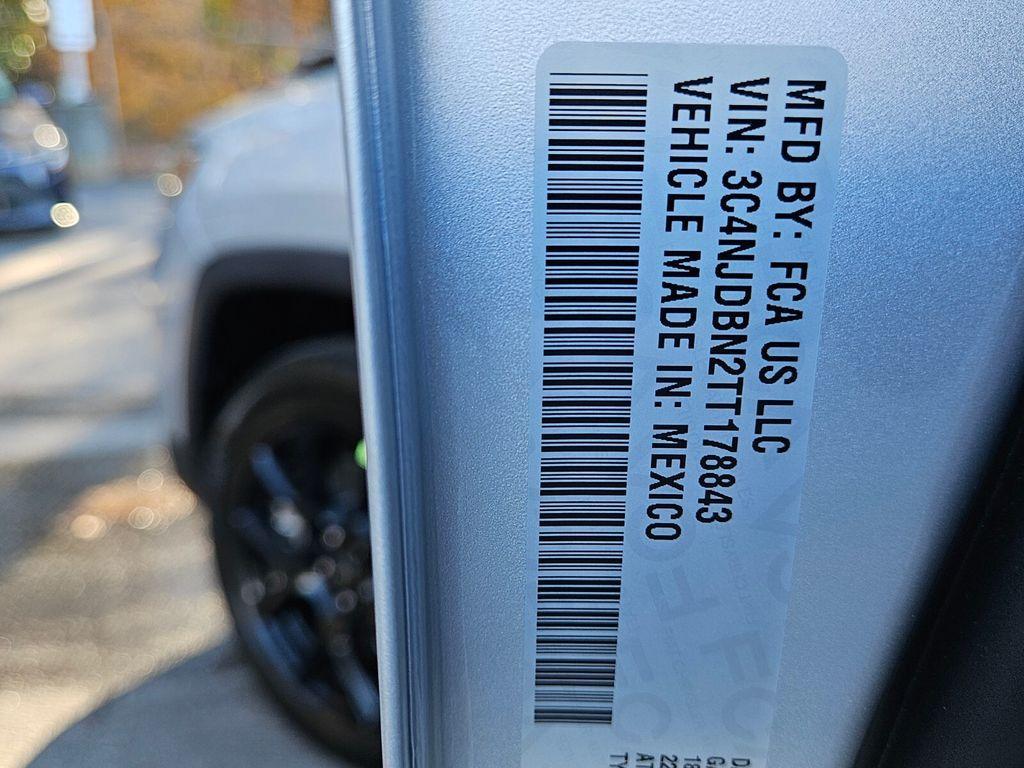 MFD BY: FCA US LLC
VIN: 3C4NJDBN2TT178843
VEHICLE MADE IN: MEXICO